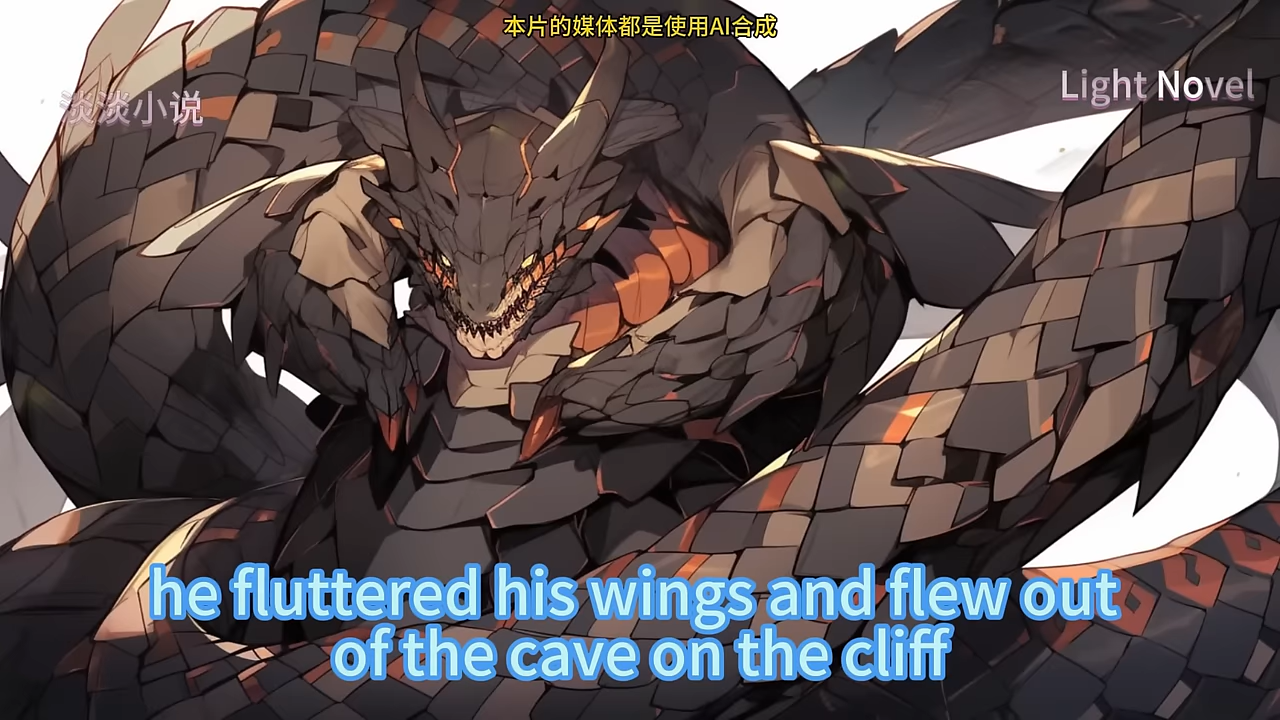 本片的媒体都是使用AI合成
淡淡小说
Light Novel
he fluttered his wings and flew out
of the cave on the cliff